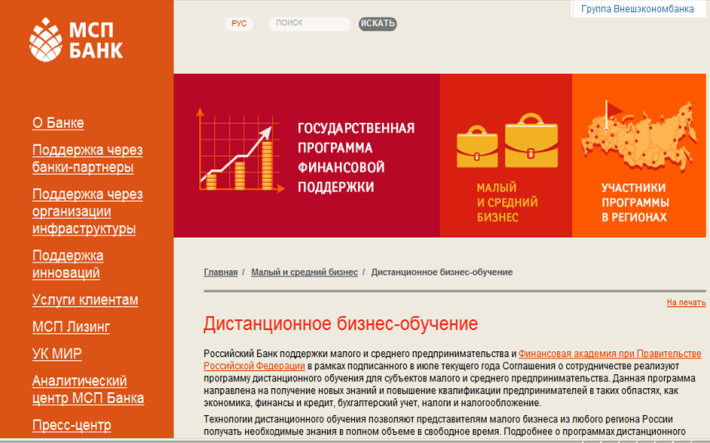 МСП
БАНК
РУС
ПОИСК
ИСКАТЬ
Группа Внешэкономбанка
ГОСУДАРСТВЕННАЯ
ПРОГРАММА
ФИНАНСОВОЙ
ПОДДЕРЖКИ
МАЛЫЙ
И СРЕДНИЙ
БИЗНЕС
УЧАСТНИКИ
ПРОГРАММЫ
В РЕГИОНАХ
О Банке
Поддержка через
банки-партнеры
Поддержка через
организации
инфраструктуры
Поддержка
инноваций
Услуги клиентам
МСП Лизинг
УК МИР
Аналитический
центр МСП Банка
Пресс-центр
Главная / Малый и средний бизнес / Дистанционное бизнес-обучение
На печать
Дистанционное бизнес-обучение
Российский Банк поддержки малого и среднего предпринимательства и Финансовая академия при Правительстве
Российской Федерации в рамках подписанного в июле текущего года Соглашения о сотрудничестве реализуют
программу дистанционного обучения для субъектов малого и среднего предпринимательства. Данная программа
направлена на получение новых знаний и повышение квалификации предпринимателей в таких областях, как
экономика, финансы и кредит, бухгалтерский учет, налоги и налогообложение.
Технологии дистанционного обучения позволяют представителям малого бизнеса из любого региона России
получать необходимые знания в полном объеме в свободное время. Подробнее о программах дистанционного